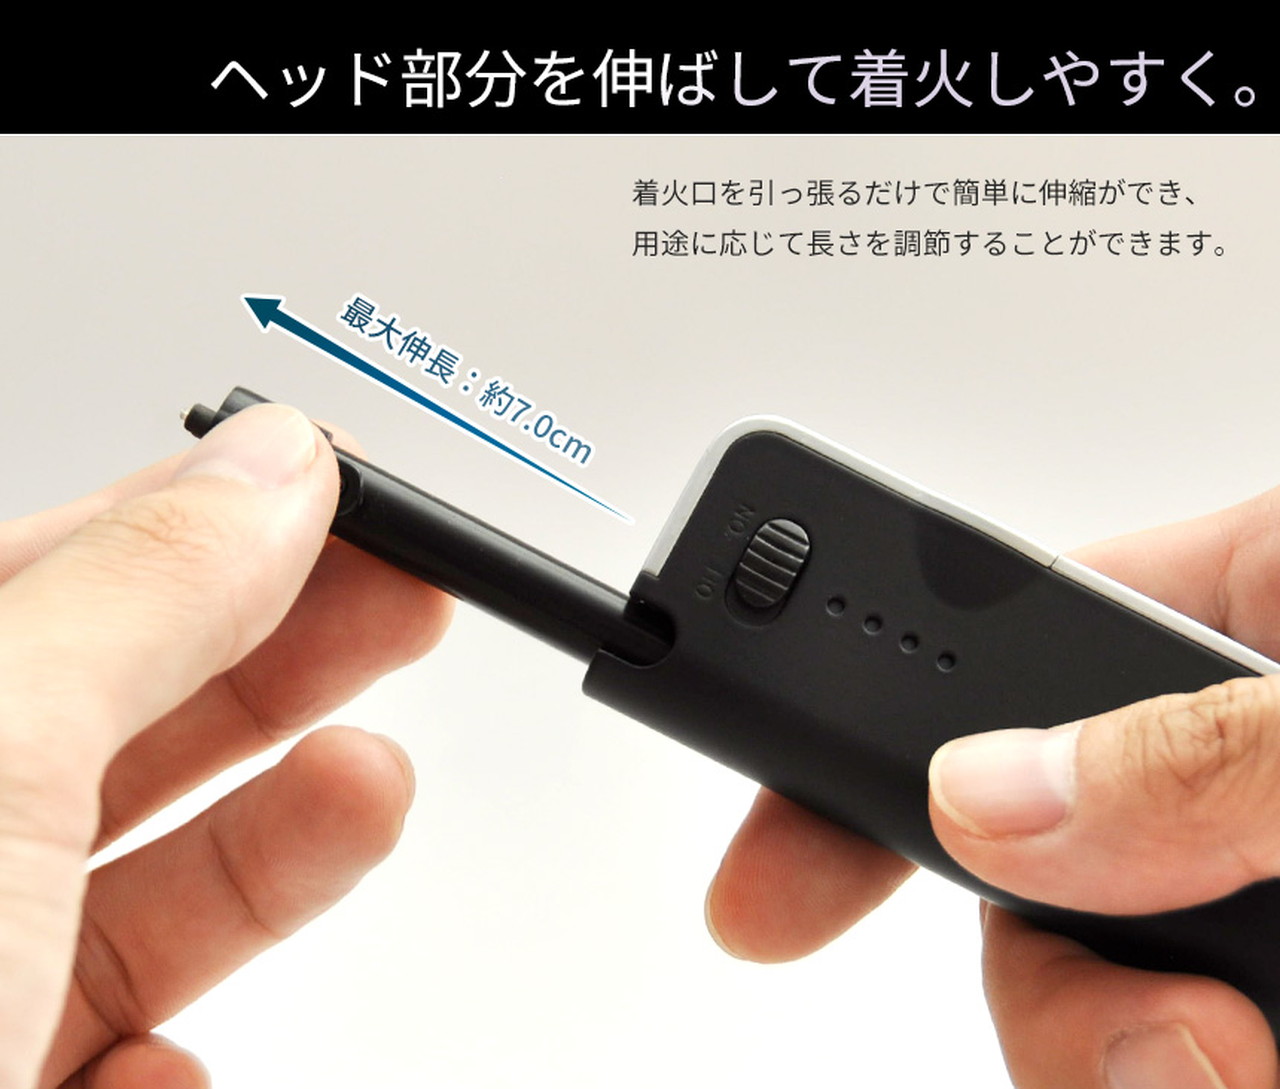 ヘッド部分を伸ばして着火しやすく。
着火口を引っ張るだけで簡単に伸縮ができ、
用途に応じて長さを調節することができます。
最大伸長：約7.0cm
ON